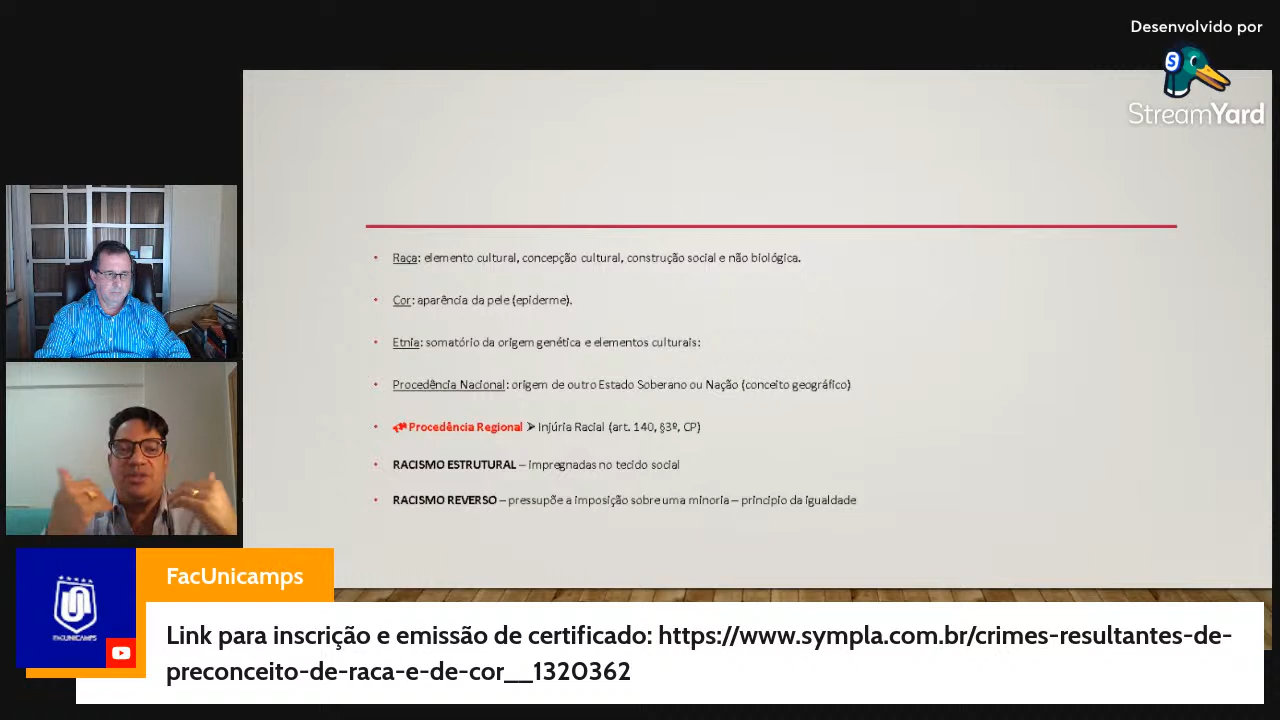 Desenvolvido por
StreamYard
Raça: elemento cultural, concepção cultural, construção social e não biológica.
Cor: aparência da pele (epiderme).
Etnia: somatório da origem genética e elementos culturais:
Procedência Nacional: origem de outro Estado Soberano ou Nação (conceito geográfico)
Procedência Regional ➤ Injúria Racial (art. 140, §3º, CP)
RACISMO ESTRUTURAL – impregnadas no tecido social
RACISMO REVERSO – pressupõe a imposição sobre uma minoria – principio da igualdade
FacUnicamps
FACUNICAMPS
Link para inscrição e emissão de certificado: https://www.sympla.com.br/crimes-resultantes-de-
preconceito-de-raca-e-de-cor__1320362